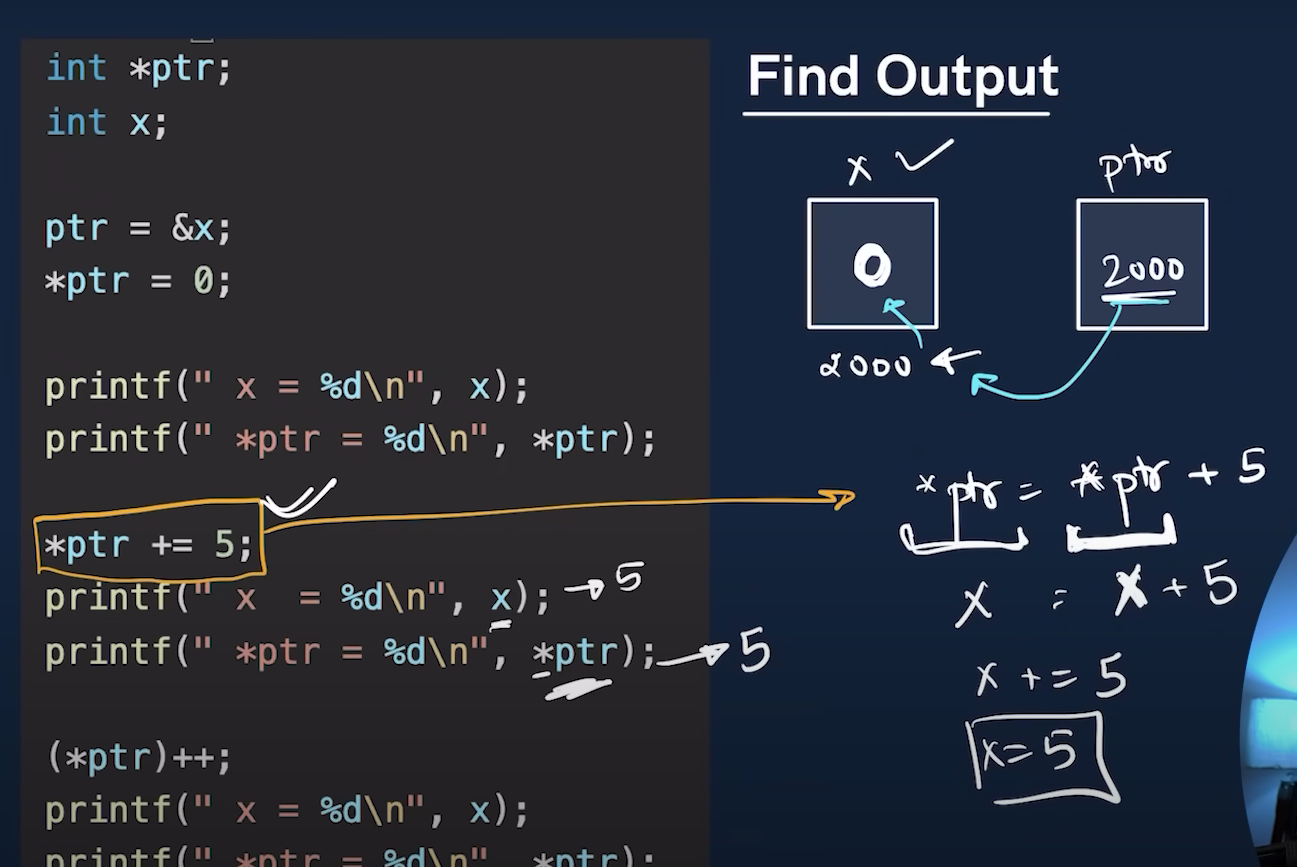 int *ptr;
int x;
ptr = &x;
*ptr = 0;
printf(" x = %d\n", x);
printf(" *ptr = %d\n", *ptr);
*ptr += 5;
printf(" x  = %d\n", x); → 5
printf(" *ptr = %d\n", *ptr); → 5
(*ptr)++;
printf(" x = %d\n", x);
printf(" *ptr = %d\n", *ptr);
Find Output
x ✓ ptr
0 2000
2000 ←
*ptr = *ptr + 5
x = x + 5
x += 5
x = 5